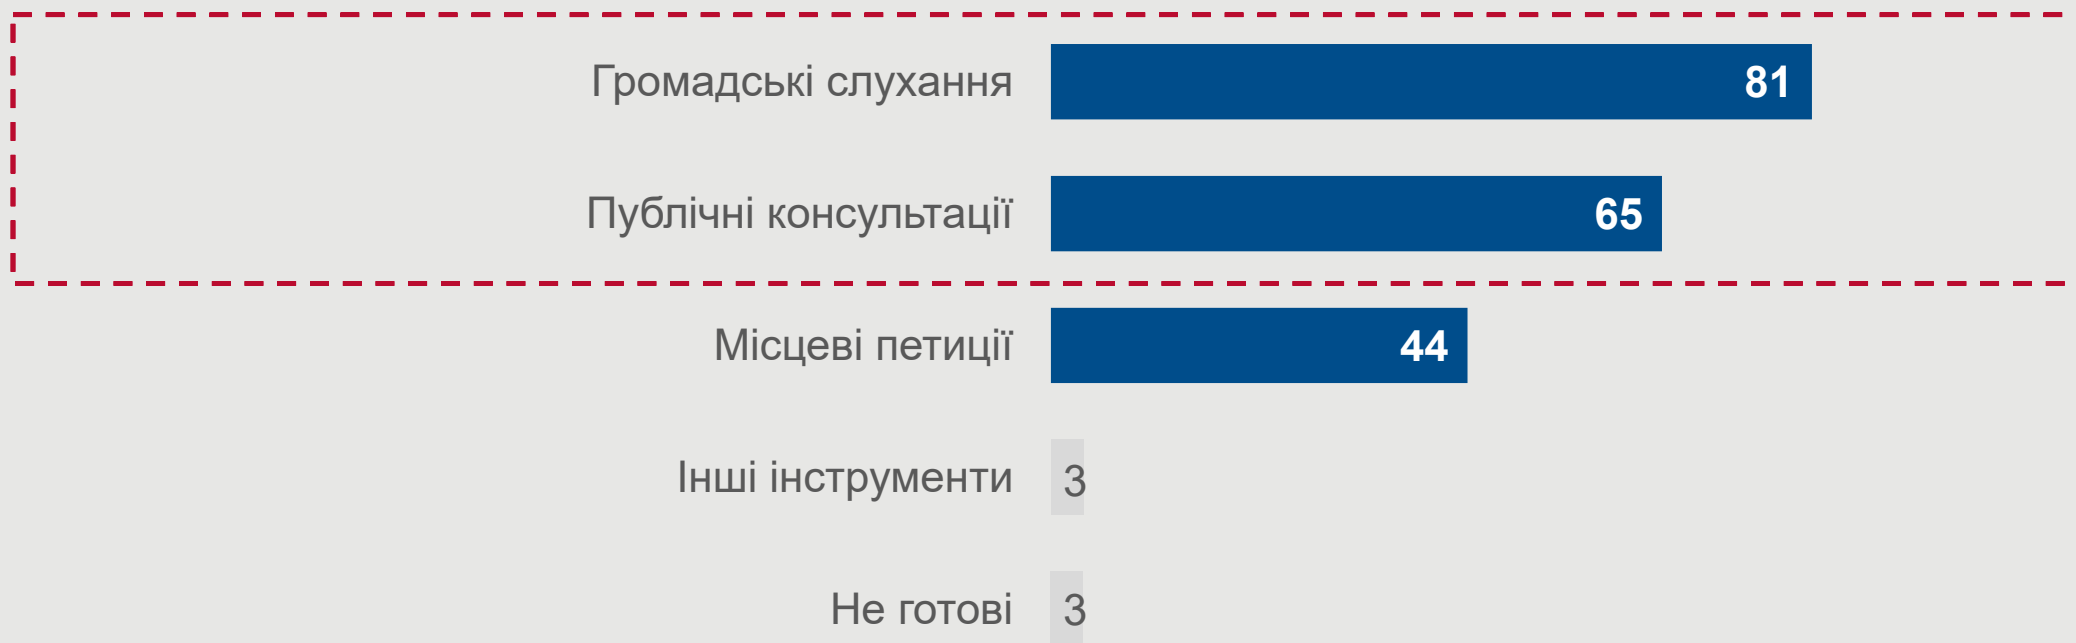 Громадські слухання 81
Публічні консультації 65
Місцеві петиції 44
Інші інструменти 3
Не готові 3